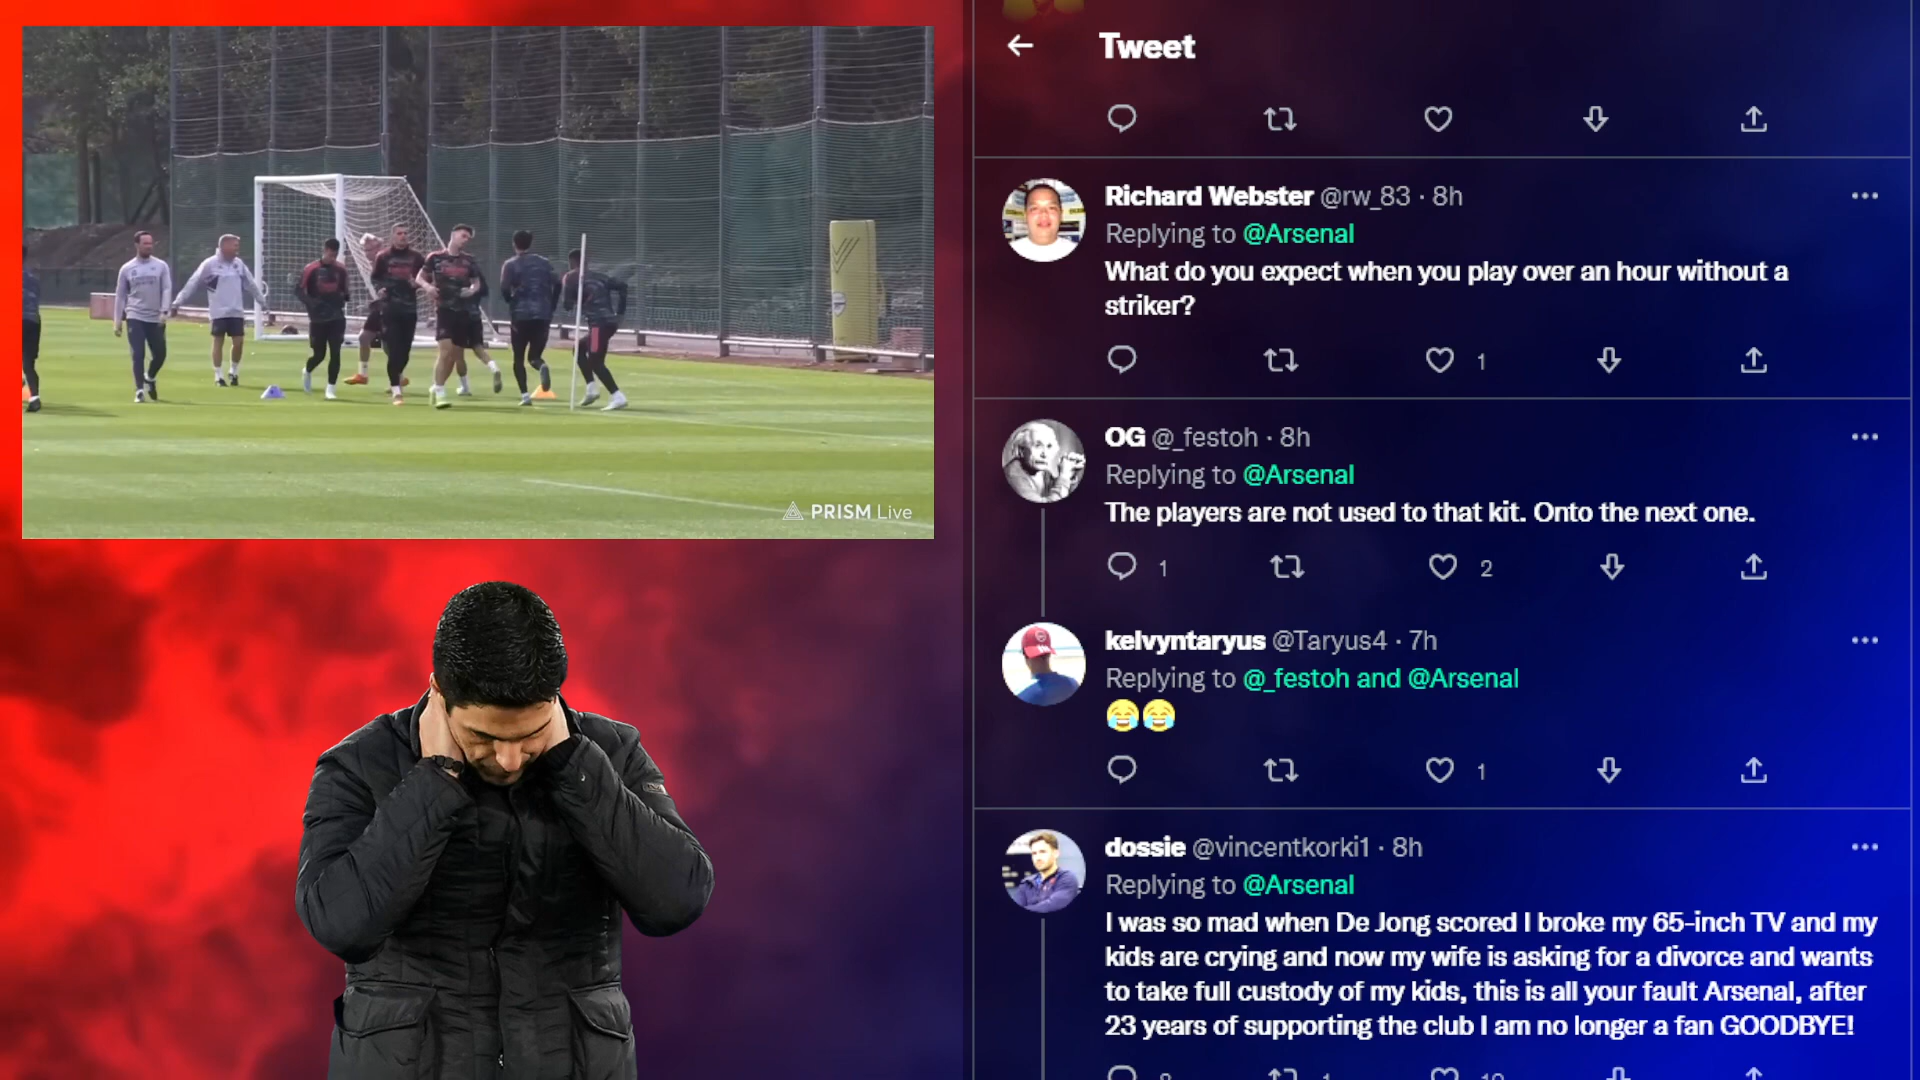 PRISM Live
Tweet
Richard Webster @rw_83 · 8h
Replying to @Arsenal
What do you expect when you play over an hour without a
striker?
1
OG @_festoh · 8h
Replying to @Arsenal
The players are not used to that kit. Onto the next one.
1 2
kelvyntaryus @Taryus4 · 7h
Replying to @_festoh and @Arsenal
😂😂
1
dossie @vincentkorki1 · 8h
Replying to @Arsenal
I was so mad when De Jong scored I broke my 65-inch TV and my
kids are crying and now my wife is asking for a divorce and wants
to take full custody of my kids, this is all your fault Arsenal, after
23 years of supporting the club I am no longer a fan GOODBYE!